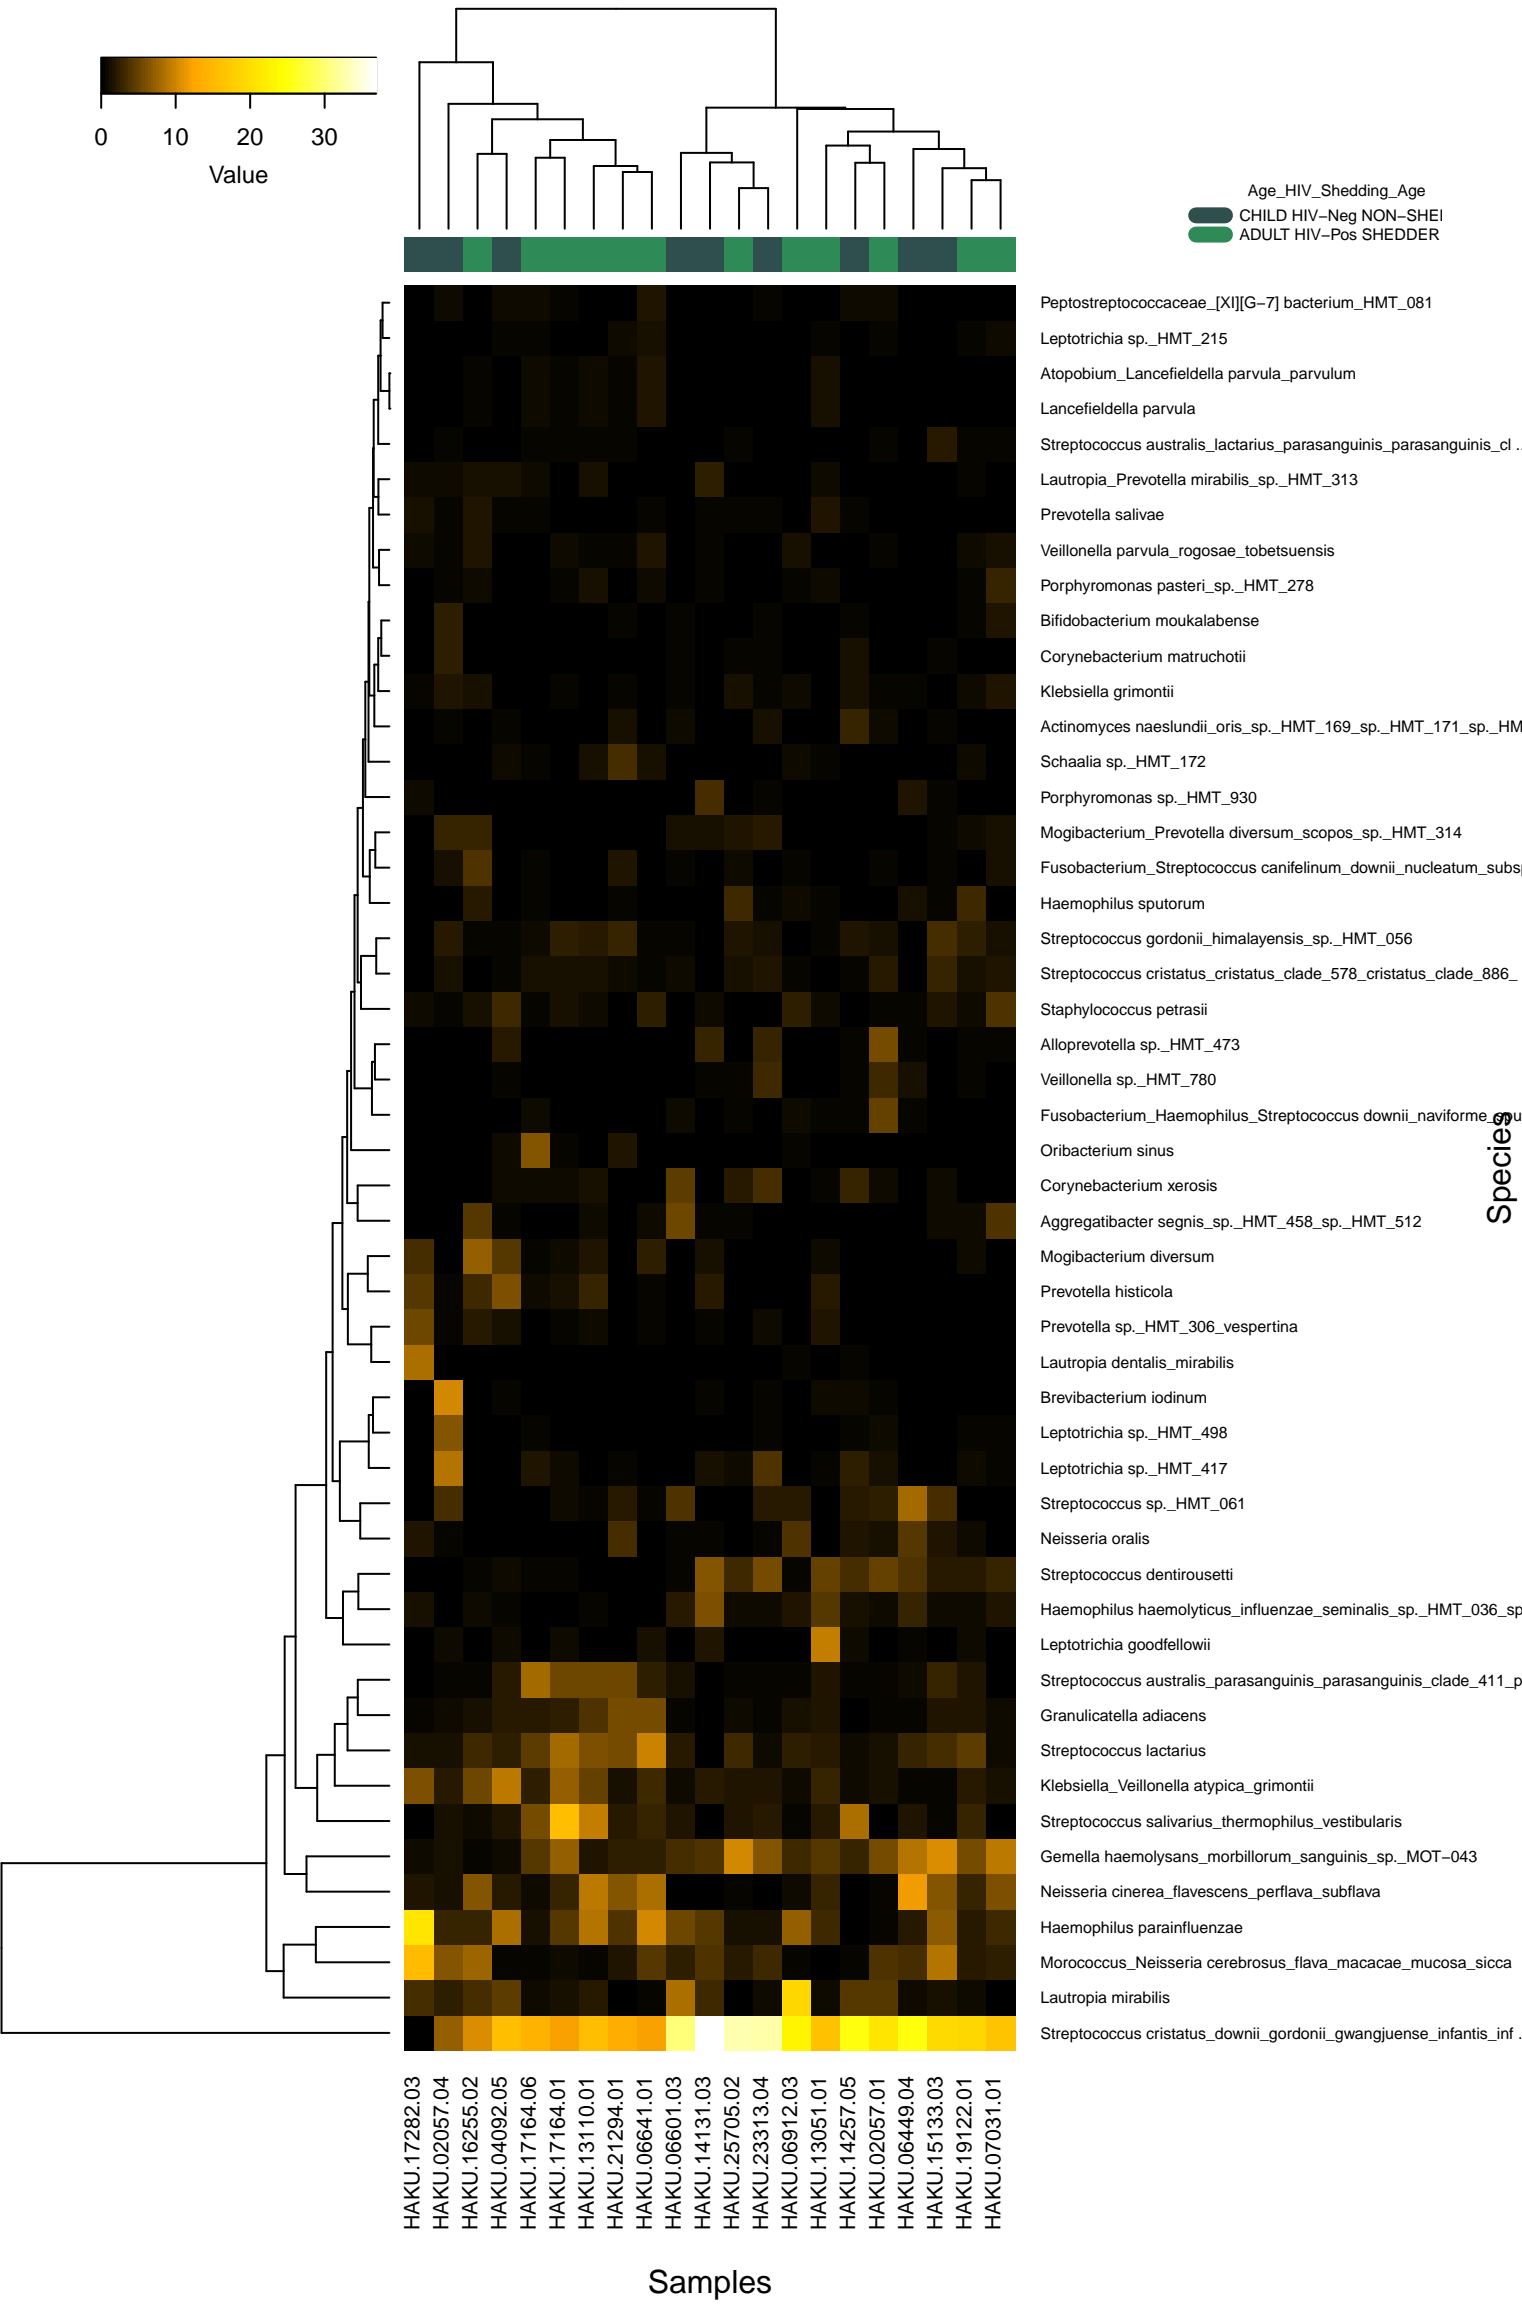 0 10 20 30
Value
Age_HIV_Shedding_Age
CHILD HIV−Neg NON−SHEI
ADULT HIV−Pos SHEDDER
Peptostreptococcaceae_[XI][G−7] bacterium_HMT_081
Leptotrichia sp._HMT_215
Atopobium_Lancefieldella parvula_parvulum
Lancefieldella parvula
Streptococcus australis_lactarius_parasanguinis_parasanguinis_cl ..
Lautropia_Prevotella mirabilis_sp._HMT_313
Prevotella salivae
Veillonella parvula_rogosae_tobetsuensis
Porphyromonas pasteri_sp._HMT_278
Bifidobacterium moukalabense
Corynebacterium matruchotii
Klebsiella grimontii
Actinomyces naeslundii_oris_sp._HMT_169_sp._HMT_171_sp._HM
Schaalia sp._HMT_172
Porphyromonas sp._HMT_930
Mogibacterium_Prevotella diversum_scopos_sp._HMT_314
Fusobacterium_Streptococcus canifelinum_downii_nucleatum_subsp
Haemophilus sputorum
Streptococcus gordonii_himalayensis_sp._HMT_056
Streptococcus cristatus_cristatus_clade_578_cristatus_clade_886_
Staphylococcus petrasii
Alloprevotella sp._HMT_473
Veillonella sp._HMT_780
Fusobacterium_Haemophilus_Streptococcus downii_naviforme_spu
Oribacterium sinus
Corynebacterium xerosis
Aggregatibacter segnis_sp._HMT_458_sp._HMT_512
Mogibacterium diversum
Prevotella histicola
Prevotella sp._HMT_306_vespertina
Lautropia dentalis_mirabilis
Brevibacterium iodinum
Leptotrichia sp._HMT_498
Leptotrichia sp._HMT_417
Streptococcus sp._HMT_061
Neisseria oralis
Streptococcus dentirousetti
Haemophilus haemolyticus_influenzae_seminalis_sp._HMT_036_sp
Leptotrichia goodfellowii
Streptococcus australis_parasanguinis_parasanguinis_clade_411_p
Granulicatella adiacens
Streptococcus lactarius
Klebsiella_Veillonella atypica_grimontii
Streptococcus salivarius_thermophilus_vestibularis
Gemella haemolysans_morbillorum_sanguinis_sp._MOT−043
Neisseria cinerea_flavescens_perflava_subflava
Haemophilus parainfluenzae
Morococcus_Neisseria cerebrosus_flava_macacae_mucosa_sicca
Lautropia mirabilis
Streptococcus cristatus_downii_gordonii_gwangjuense_infantis_inf ..
Species
HAKU.17282.03
HAKU.02057.04
HAKU.16255.02
HAKU.04092.05
HAKU.17164.06
HAKU.17164.01
HAKU.13110.01
HAKU.21294.01
HAKU.06641.01
HAKU.06601.03
HAKU.14131.03
HAKU.25705.02
HAKU.23313.04
HAKU.06912.03
HAKU.13051.01
HAKU.14257.05
HAKU.02057.01
HAKU.06449.04
HAKU.15133.03
HAKU.19122.01
HAKU.07031.01
Samples